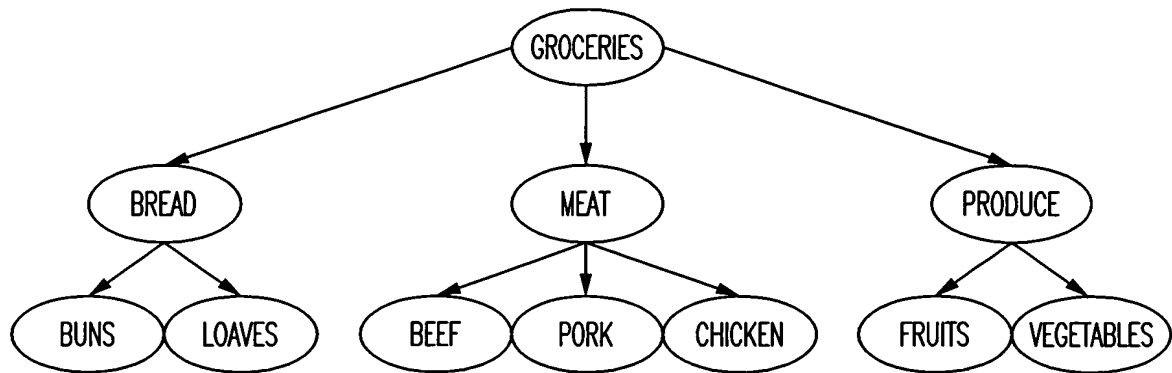 GROCERIES
BREAD
MEAT
PRODUCE
BUNS
LOAVES
BEEF
PORK
CHICKEN
FRUITS
VEGETABLES